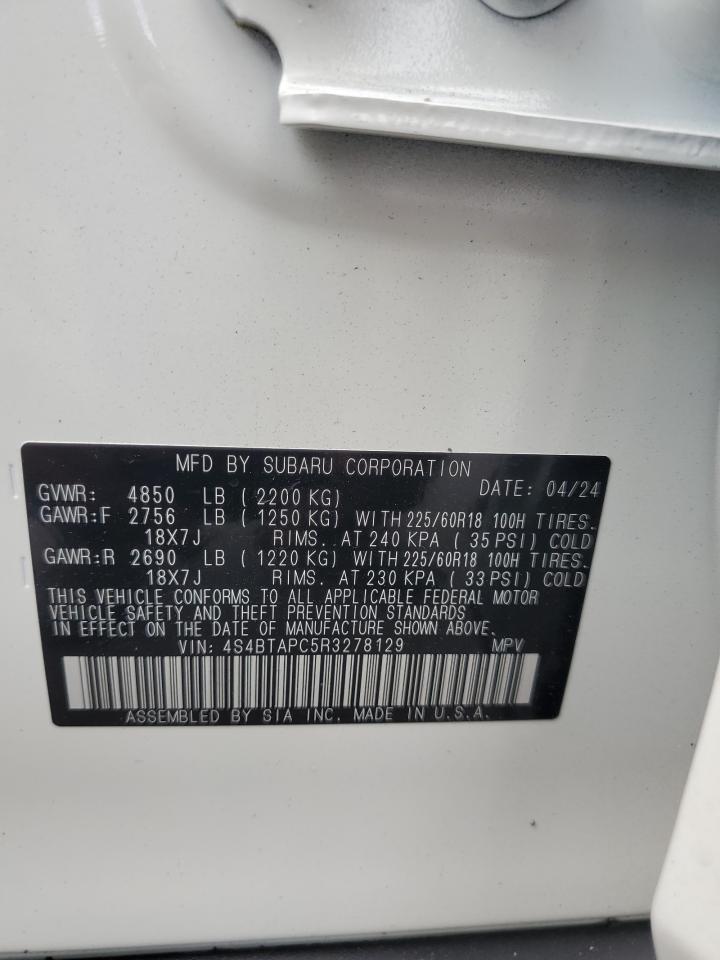 MFD BY SUBARU CORPORATION
GVWR: 4850 LB ( 2200 KG) DATE: 04/24
GAWR:F 2756 LB ( 1250 KG) WITH 225/60R18 100H TIRES.
18X7J RIMS. AT 240 KPA ( 35 PSI) COLD
GAWR:R 2690 LB ( 1220 KG) WITH 225/60R18 100H TIRES.
18X7J RIMS. AT 230 KPA ( 33 PSI) COLD
THIS VEHICLE CONFORMS TO ALL APPLICABLE FEDERAL MOTOR
VEHICLE SAFETY AND THEFT PREVENTION STANDARDS
IN EFFECT ON THE DATE OF MANUFACTURE SHOWN ABOVE.
VIN: 4S4BTAPC5R3278129 MPV
ASSEMBLED BY SIA INC. MADE IN U.S.A.